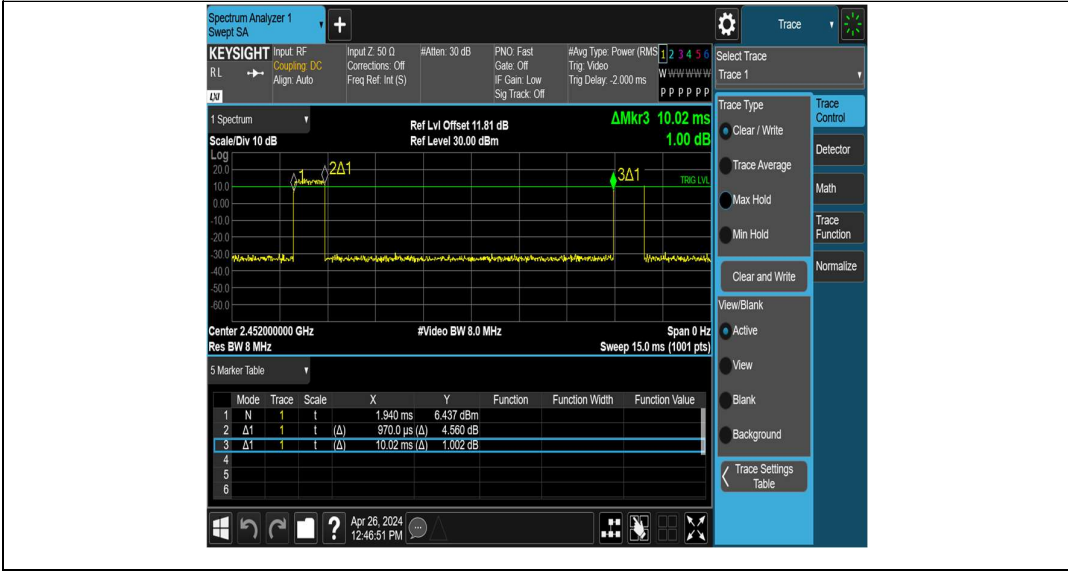 Spectrum Analyzer 1
Swept SA
+
Trace
KEYSIGHT
RL
LXI
Input: RF
Coupling: DC
Align: Auto
Input Z: 50 Ω
Corrections: Off
Freq Ref: Int (S)
#Atten: 30 dB
PNO: Fast
Gate: Off
IF Gain: Low
Sig Track: Off
#Avg Type: Power (RMS
Trig: Video
Trig Delay: -2.000 ms
1 2 3 4 5 6
W W W W W W
P P P P P P
Select Trace
Trace 1
1 Spectrum
Scale/Div 10 dB
Log
Ref Lvl Offset 11.81 dB
Ref Level 30.00 dBm
ΔMkr3 10.02 ms
1.00 dB
20.0
10.0
0.00
-10.0
-20.0
-30.0
-40.0
-50.0
-60.0
1
2Δ1
3Δ1
TRIG LVL
Center 2.452000000 GHz
Res BW 8 MHz
#Video BW 8.0 MHz
Span 0 Hz
Sweep 15.0 ms (1001 pts)
5 Marker Table
Mode Trace Scale X Y Function Function Width Function Value
1 N 1 t 1.940 ms 6.437 dBm
2 Δ1 1 t (Δ) 970.0 µs (Δ) 4.560 dB
3 Δ1 1 t (Δ) 10.02 ms (Δ) 1.002 dB
4
5
6
Trace Type
Clear / Write
Trace Average
Max Hold
Min Hold
Clear and Write
View/Blank
Active
View
Blank
Background
Trace Settings
Table
Trace
Control
Detector
Math
Trace
Function
Normalize
?
Apr 26, 2024
12:46:51 PM